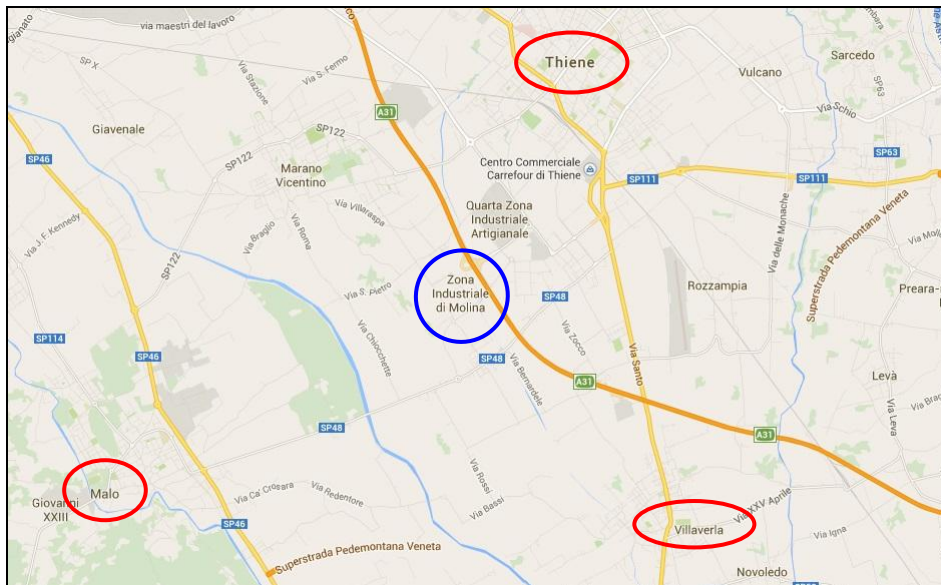 via maestri del lavoro
Thiene
Sarcedo
Vulcano
SP63
SP X
Via Stazione
Via S. Fermo
A31
Via Schio
Giavenale
SP122
SP46
Marano
Vicentino
Centro Commerciale
Carrefour di Thiene
SP63
SP111
SP111
Via J. F. Kennedy
Via Villaraspa
Quarta Zona
Industriale
Artigianale
Via delle Monache
Superstrada Pedemontana Veneta
Via Braglio
Via Roma
SP122
Zona
Industriale
di Molina
Rozzampia
Preara-
Via S. Pietro
SP48
SP114
SP46
Via Chiocchette
SP48
Via Zocco
Via Santo
Via Bernardele
A31
Levà
Via Leva
SP48
A31
Malo
Giovanni
XXIII
Via Ca' Crosara
Via Redentore
Via Rossi
Via Bassi
SP46
Via XXV Aprile
Villaverla
Via Igna
Superstrada Pedemontana Veneta
Novoledo